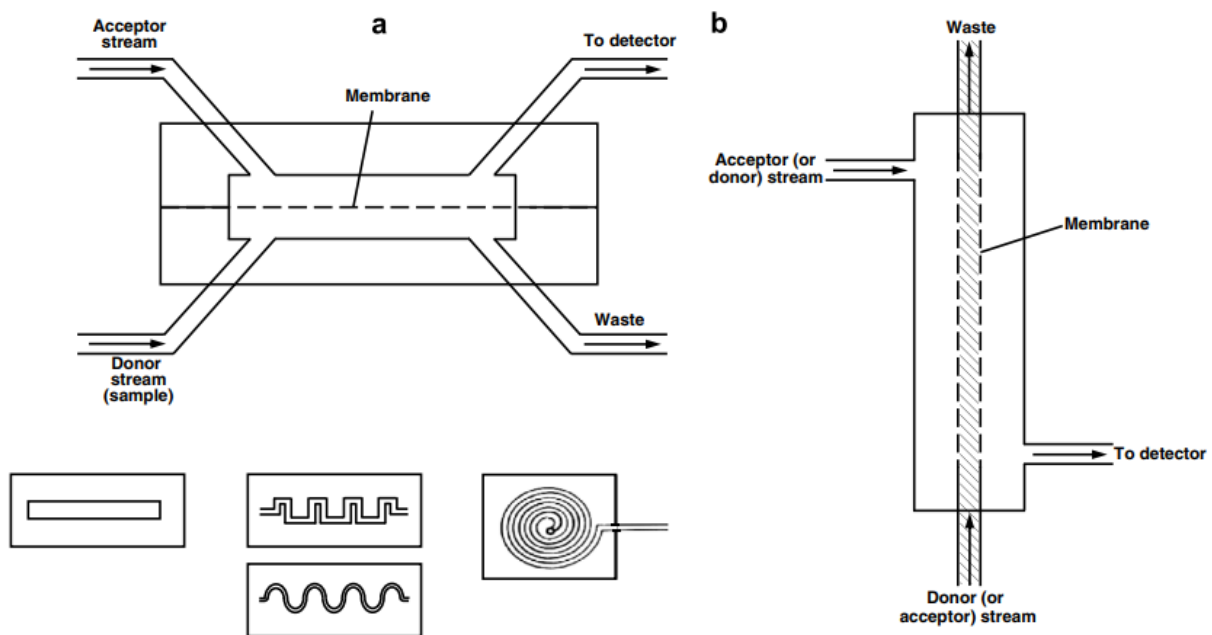 a
Acceptor
stream
To detector
Membrane
Donor
stream
(sample)
Waste
b
Waste
Acceptor (or
donor) stream
Membrane
To detector
Donor (or
acceptor) stream